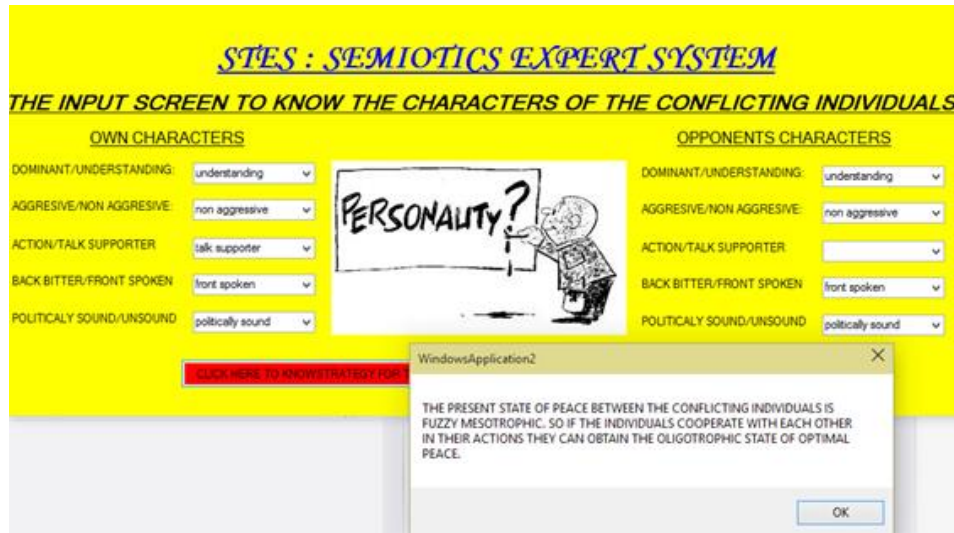 STES : SEMIOTICS EXPERT SYSTEM
THE INPUT SCREEN TO KNOW THE CHARACTERS OF THE CONFLICTING INDIVIDUALS
OWN CHARACTERS
DOMINANT/UNDERSTANDING: understanding
AGGRESIVE/NON AGGRESIVE: non aggressive
ACTION/TALK SUPPORTER talk supporter
BACK BITTER/FRONT SPOKEN front spoken
POLITICALY SOUND/UNSOUND politically sound
PERSONALITY?
OPPONENTS CHARACTERS
DOMINANT/UNDERSTANDING: understanding
AGGRESIVE/NON AGGRESIVE: non aggressive
ACTION/TALK SUPPORTER
BACK BITTER/FRONT SPOKEN front spoken
POLITICALY SOUND/UNSOUND politically sound
CLICK HERE TO KNOWSTRATEGY FOR T
WindowsApplication2
THE PRESENT STATE OF PEACE BETWEEN THE CONFLICTING INDIVIDUALS IS
FUZZY MESOTROPHIC. SO IF THE INDIVIDUALS COOPERATE WITH EACH OTHER
IN THEIR ACTIONS THEY CAN OBTAIN THE OLIGOTROPHIC STATE OF OPTIMAL
PEACE.
OK